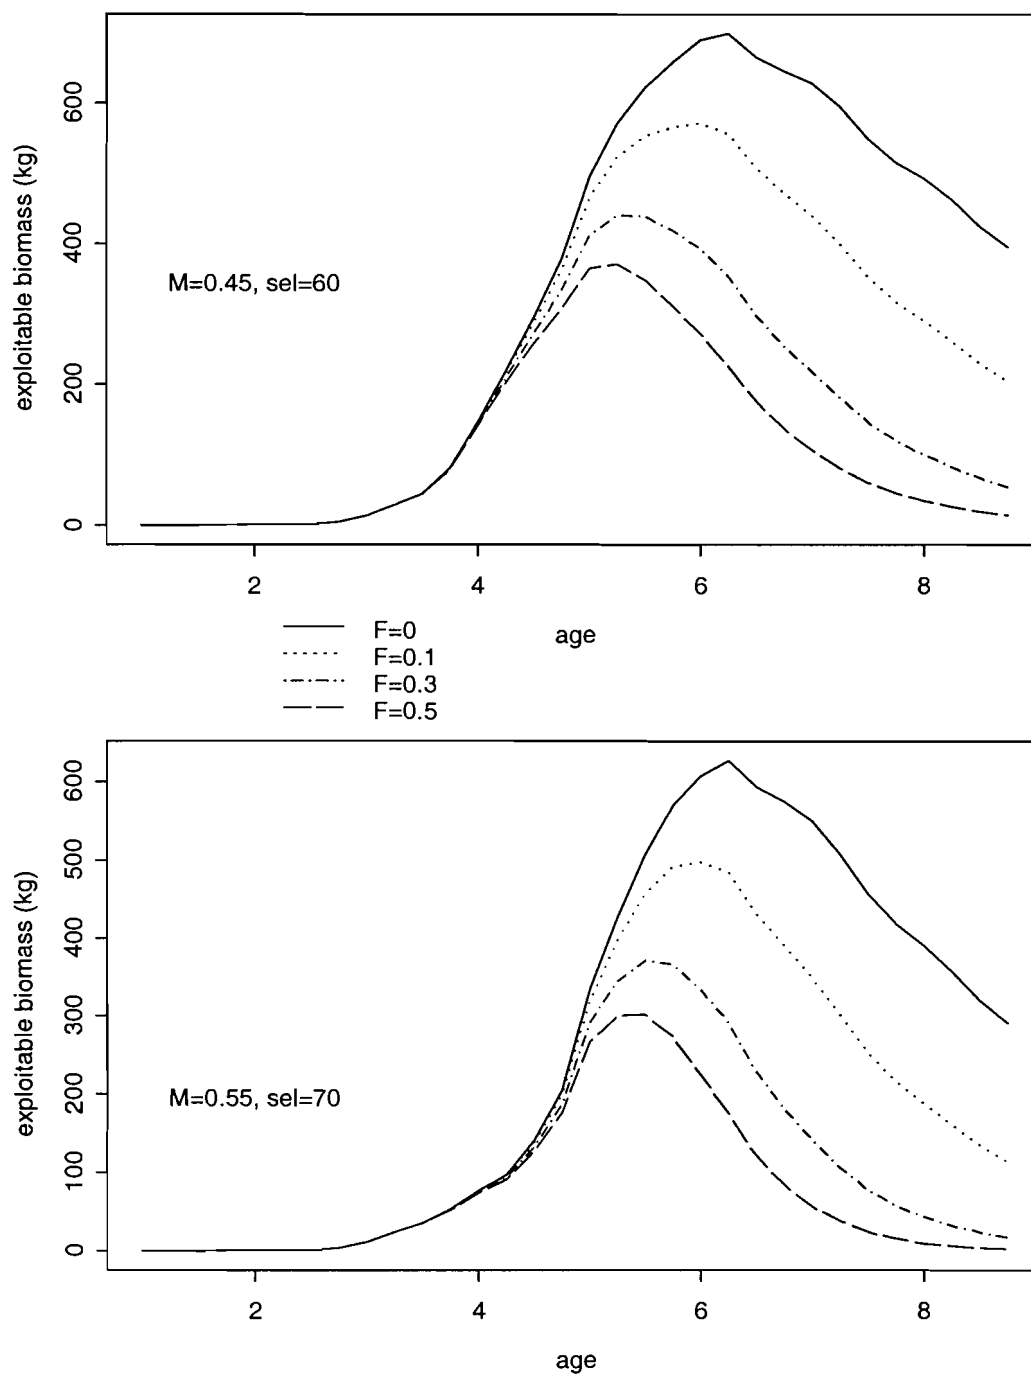 exploitable biomass (kg)
600
400
200
0
M=0.45, sel=60
2 4 6 8
age
F=0
F=0.1
F=0.3
F=0.5
exploitable biomass (kg)
600
500
400
300
200
100
0
M=0.55, sel=70
2 4 6 8
age